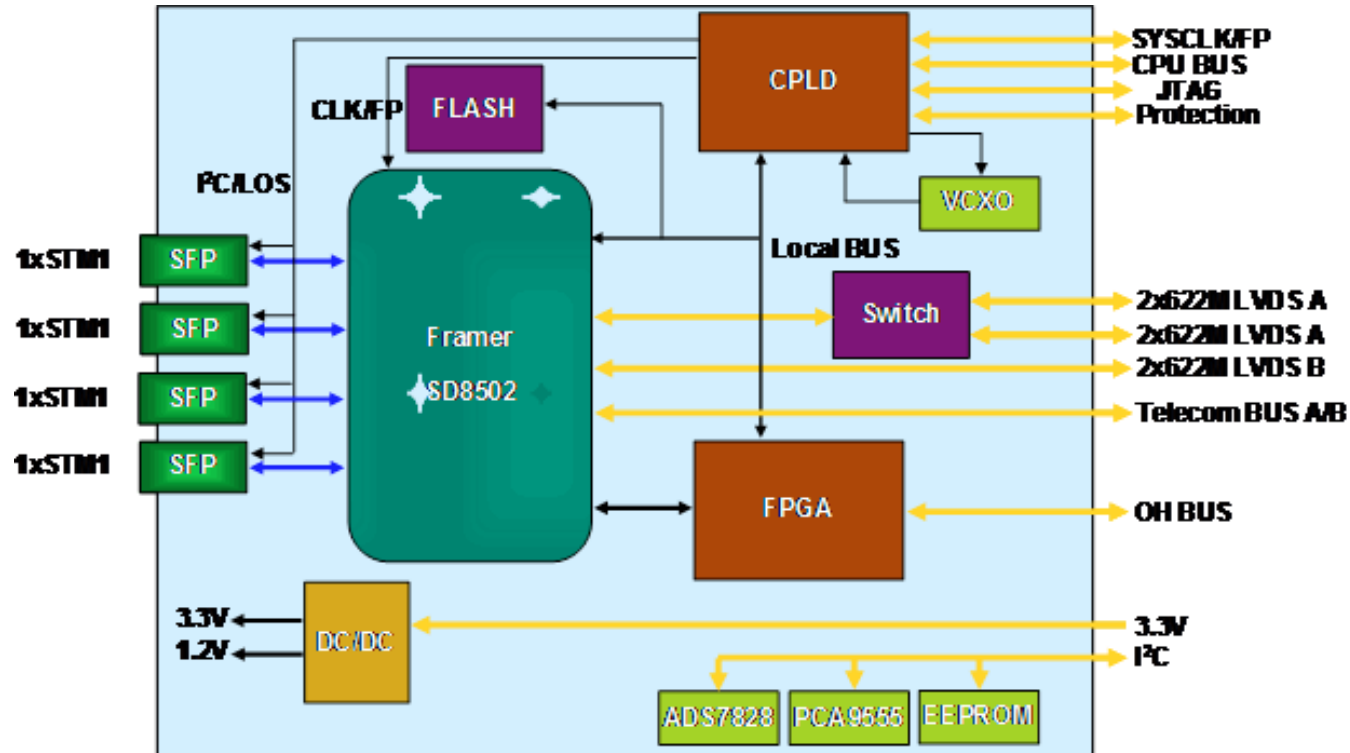 SYSCLK/FP
CPLD
CPU BUS
JTAG
FLASH
CLK/FP
Protection
I²C/LOS
VCXO
Local BUS
1xSTM1
SFP
Switch
2x622M LVDS A
1xSTM1
SFP
Framer
2x622M LVDS A
2x622M LVDS B
1xSTM1
SFP
SD8502
Telecom BUS A/B
1xSTM1
SFP
FPGA
OH BUS
3.3V
DC/DC
3.3V
1.2V
I²C
ADS7828
PCA9555
EEPROM